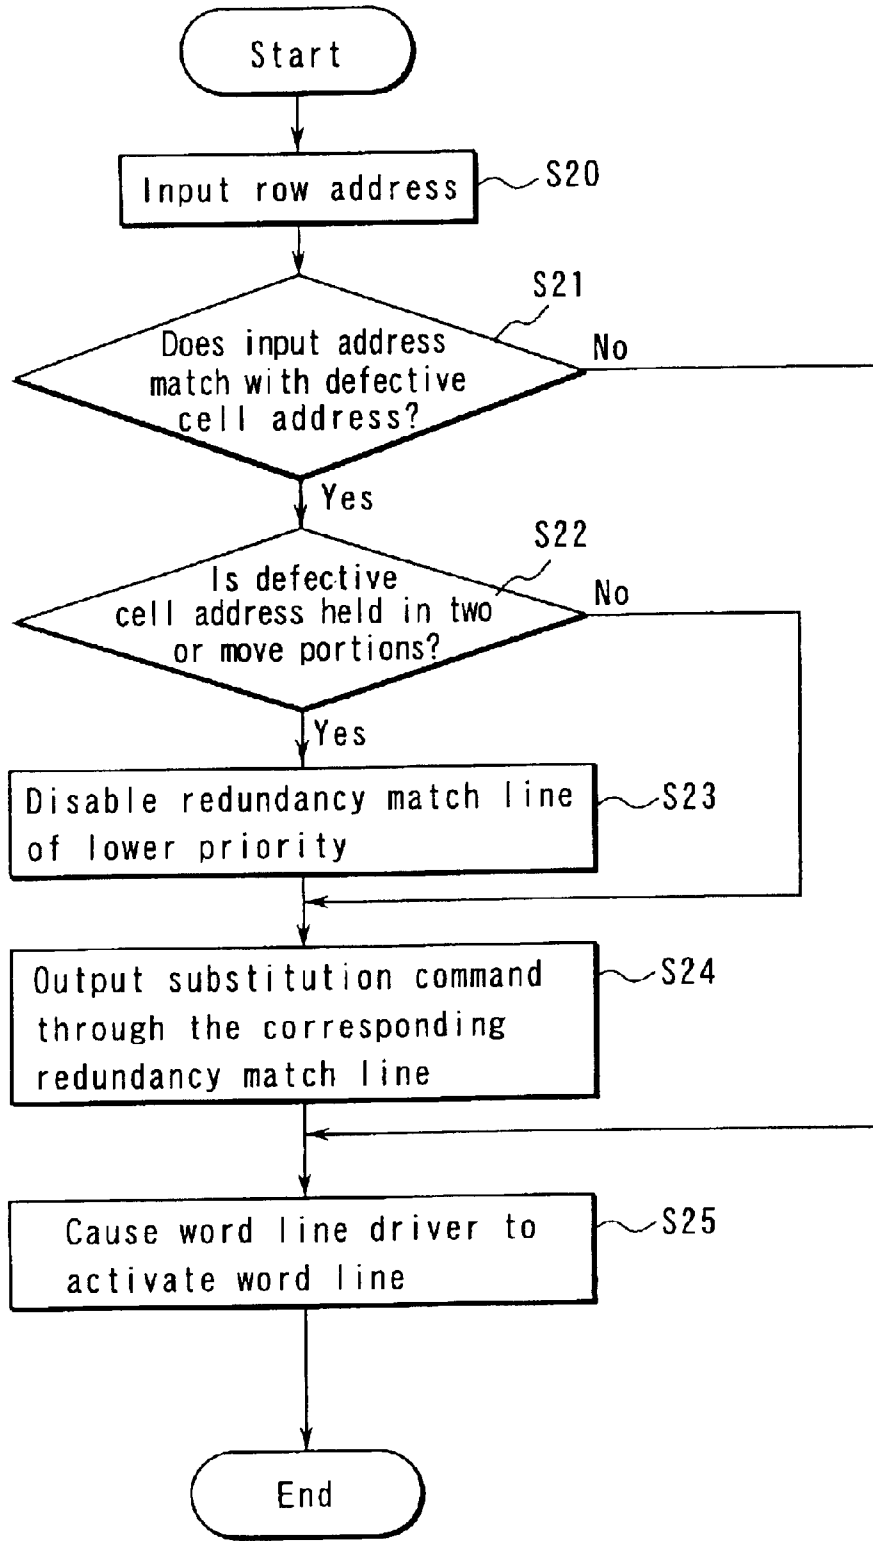 Start
Input row address
S20
S21
Does input address
match with defective
cell address?
No
Yes
S22
Is defective
cell address held in two
or move portions?
No
Yes
Disable redundancy match line
of lower priority
S23
Output substitution command
through the corresponding
redundancy match line
S24
Cause word line driver to
activate word line
S25
End